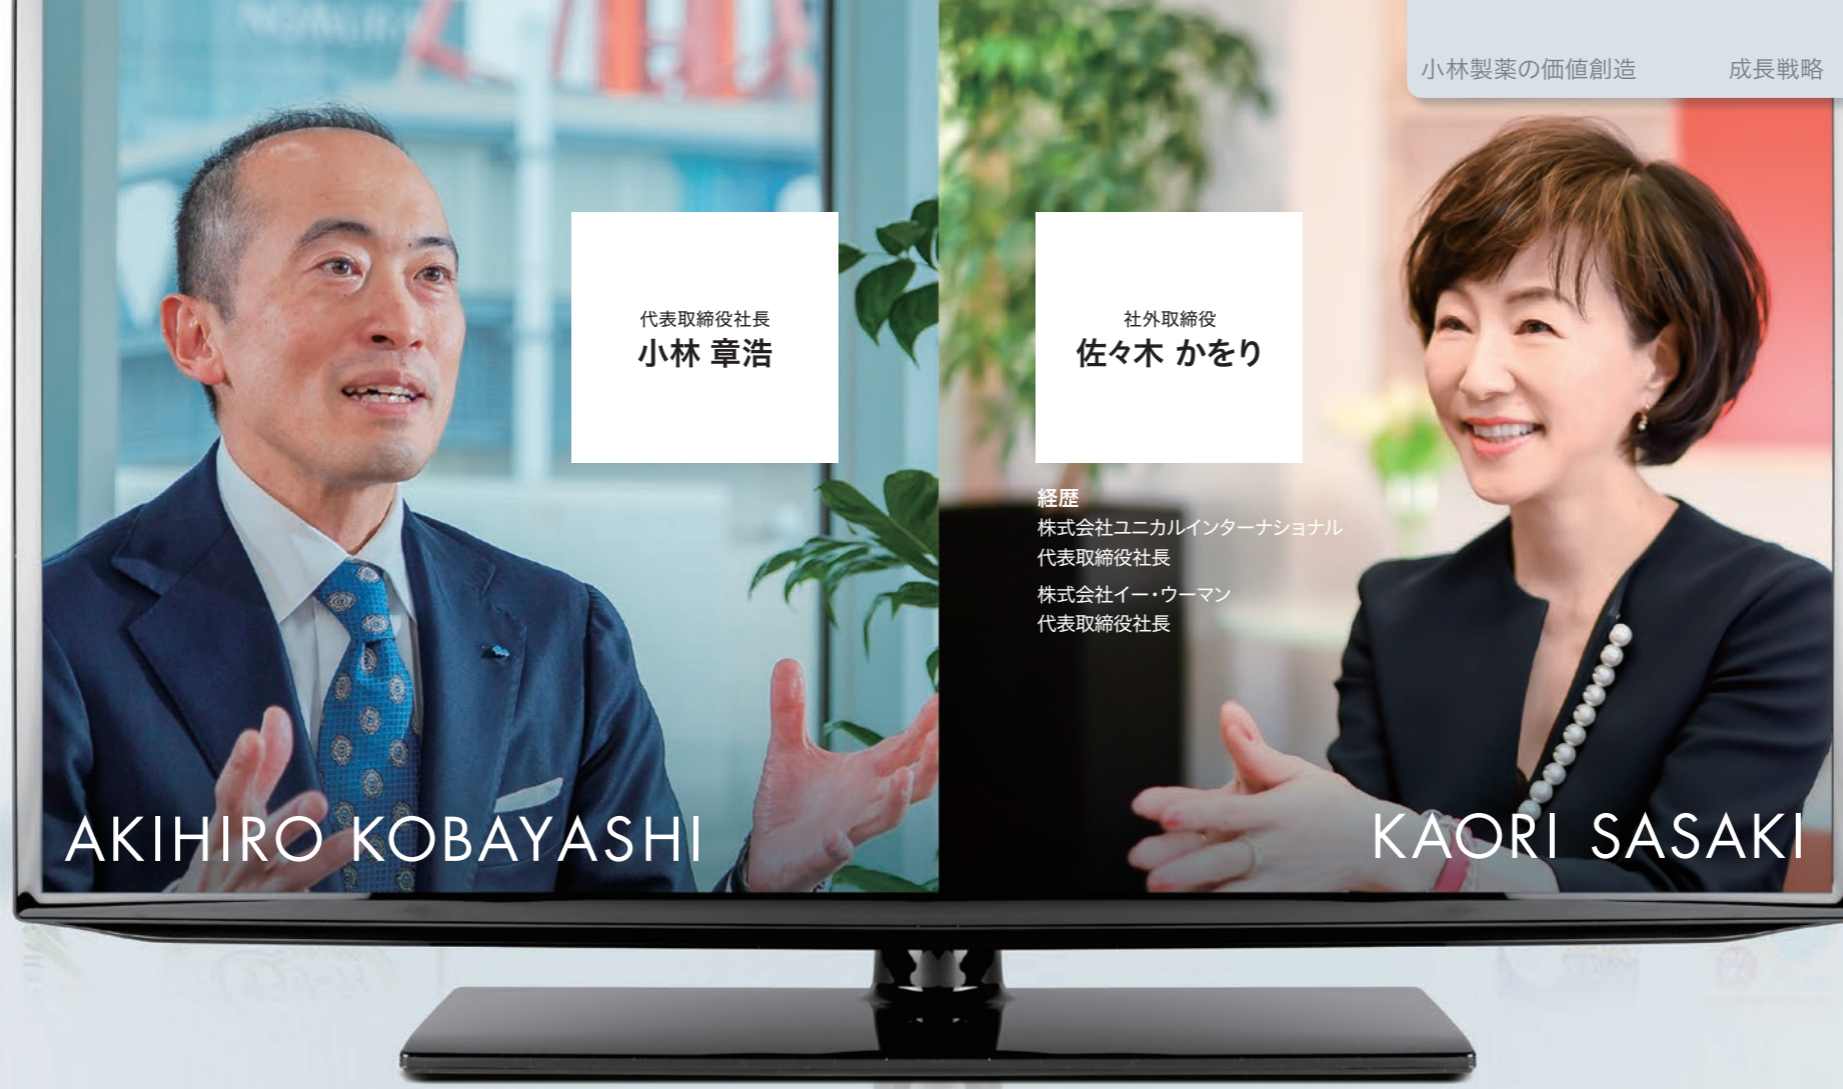 小林製薬の価値創造
成長戦略
代表取締役社長
小林 章浩
社外取締役
佐々木 かをり
経歴
株式会社ユニカルインターナショナル
代表取締役社長
株式会社イー・ウーマン
代表取締役社長
AKIHIRO KOBAYASHI
KAORI SASAKI